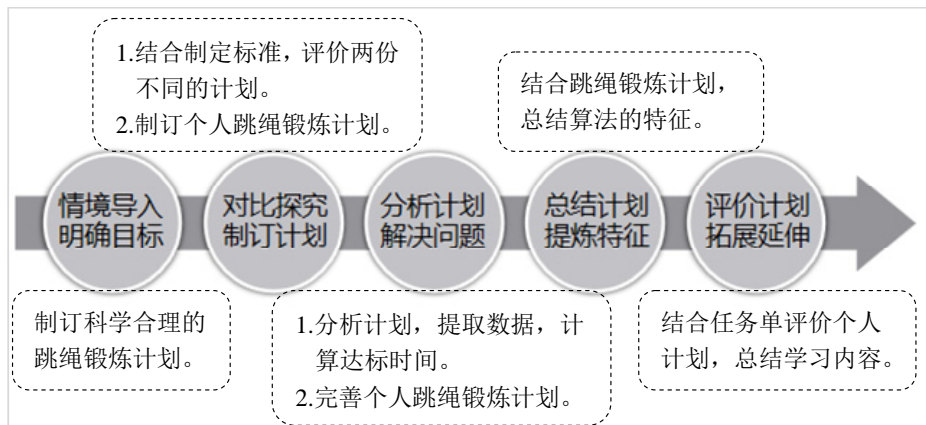 1.结合制定标准，评价两份
不同的计划。
2.制订个人跳绳锻炼计划。
结合跳绳锻炼计划，
总结算法的特征。
情境导入
明确目标
对比探究
制订计划
分析计划
解决问题
总结计划
提炼特征
评价计划
拓展延伸
制订科学合理的
跳绳锻炼计划。
1.分析计划，提取数据，计
算达标时间。
2.完善个人跳绳锻炼计划。
结合任务单评价个人
计划，总结学习内容。